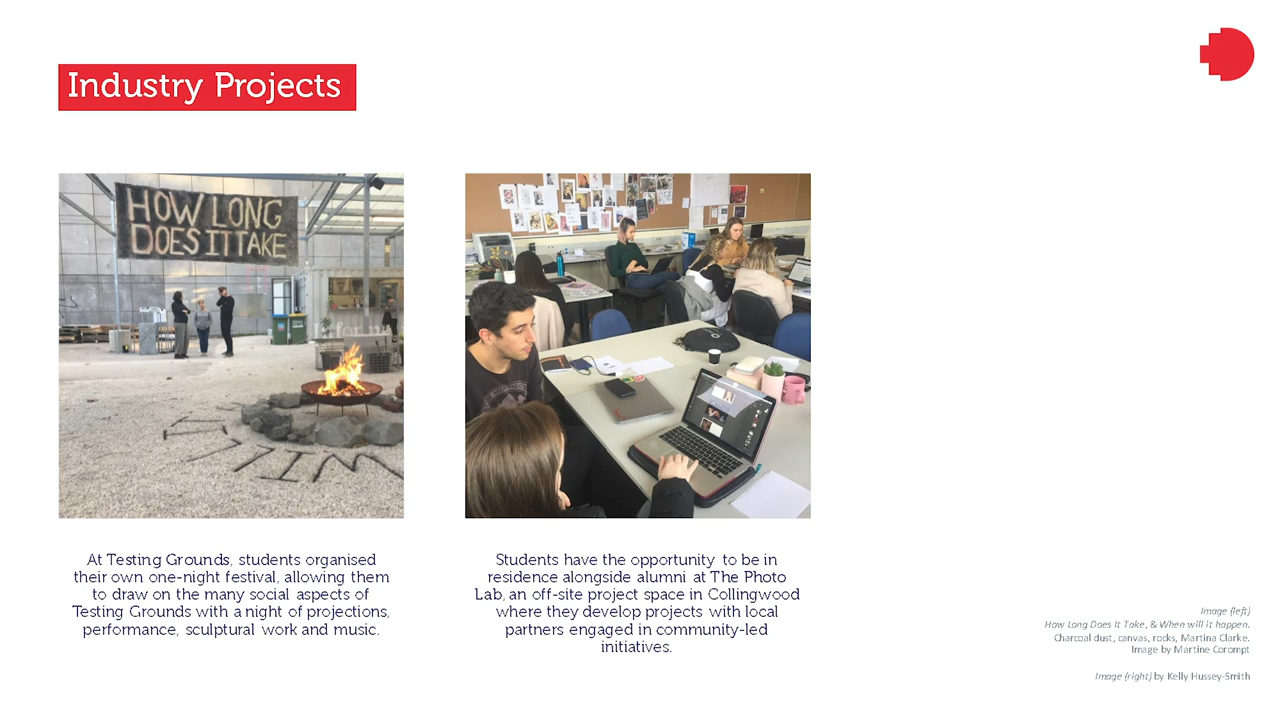 Industry Projects
HOW LONG
DOES IT TAKE
At Testing Grounds, students organised
their own one-night festival, allowing them
to draw on the many social aspects of
Testing Grounds with a night of projections,
performance, sculptural work and music.
Students have the opportunity to be in
residence alongside alumni at The Photo
Lab, an off-site project space in Collingwood
where they develop projects with local
partners engaged in community-led
initiatives.
Image (left)
How Long Does It Take, & When will it happen.
Charcoal dust, canvas, rocks, Martina Clarke.
Image by Martine Corompt
Image (right) by Kelly Hussey-Smith